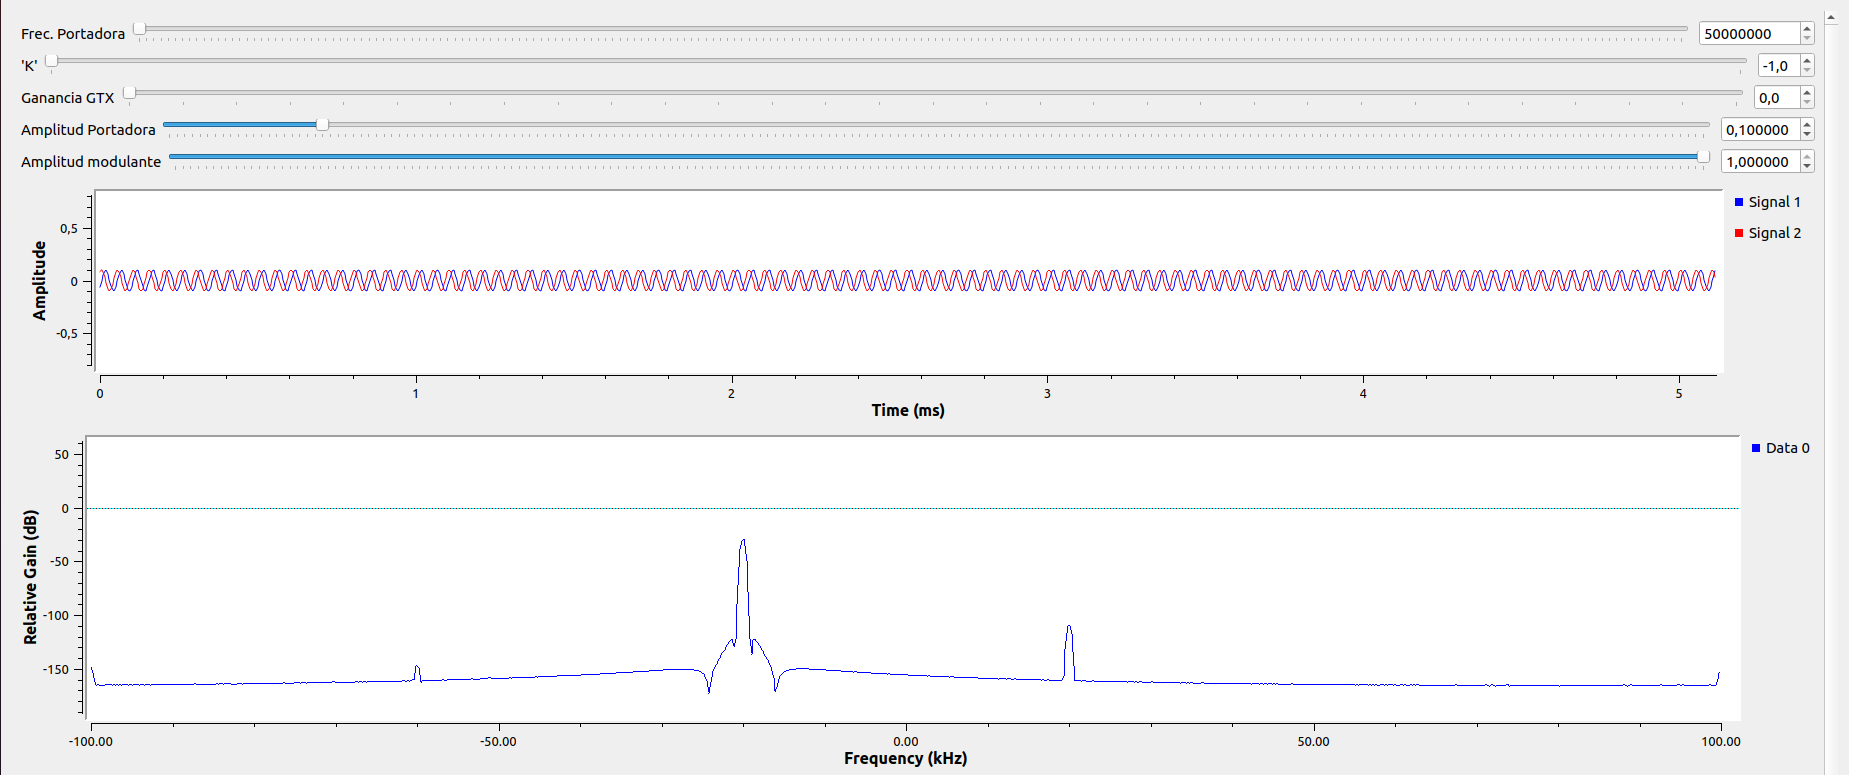 Frec. Portadora 50000000
'K' -1,0
Ganancia GTX 0,0
Amplitud Portadora 0,100000
Amplitud modulante 1,000000
Signal 1
Signal 2
Amplitude
0,5
0
-0,5
0 1 2 3 4 5
Time (ms)
Data 0
Relative Gain (dB)
50
0
-50
-100
-150
-100.00 -50.00 0.00 50.00 100.00
Frequency (kHz)